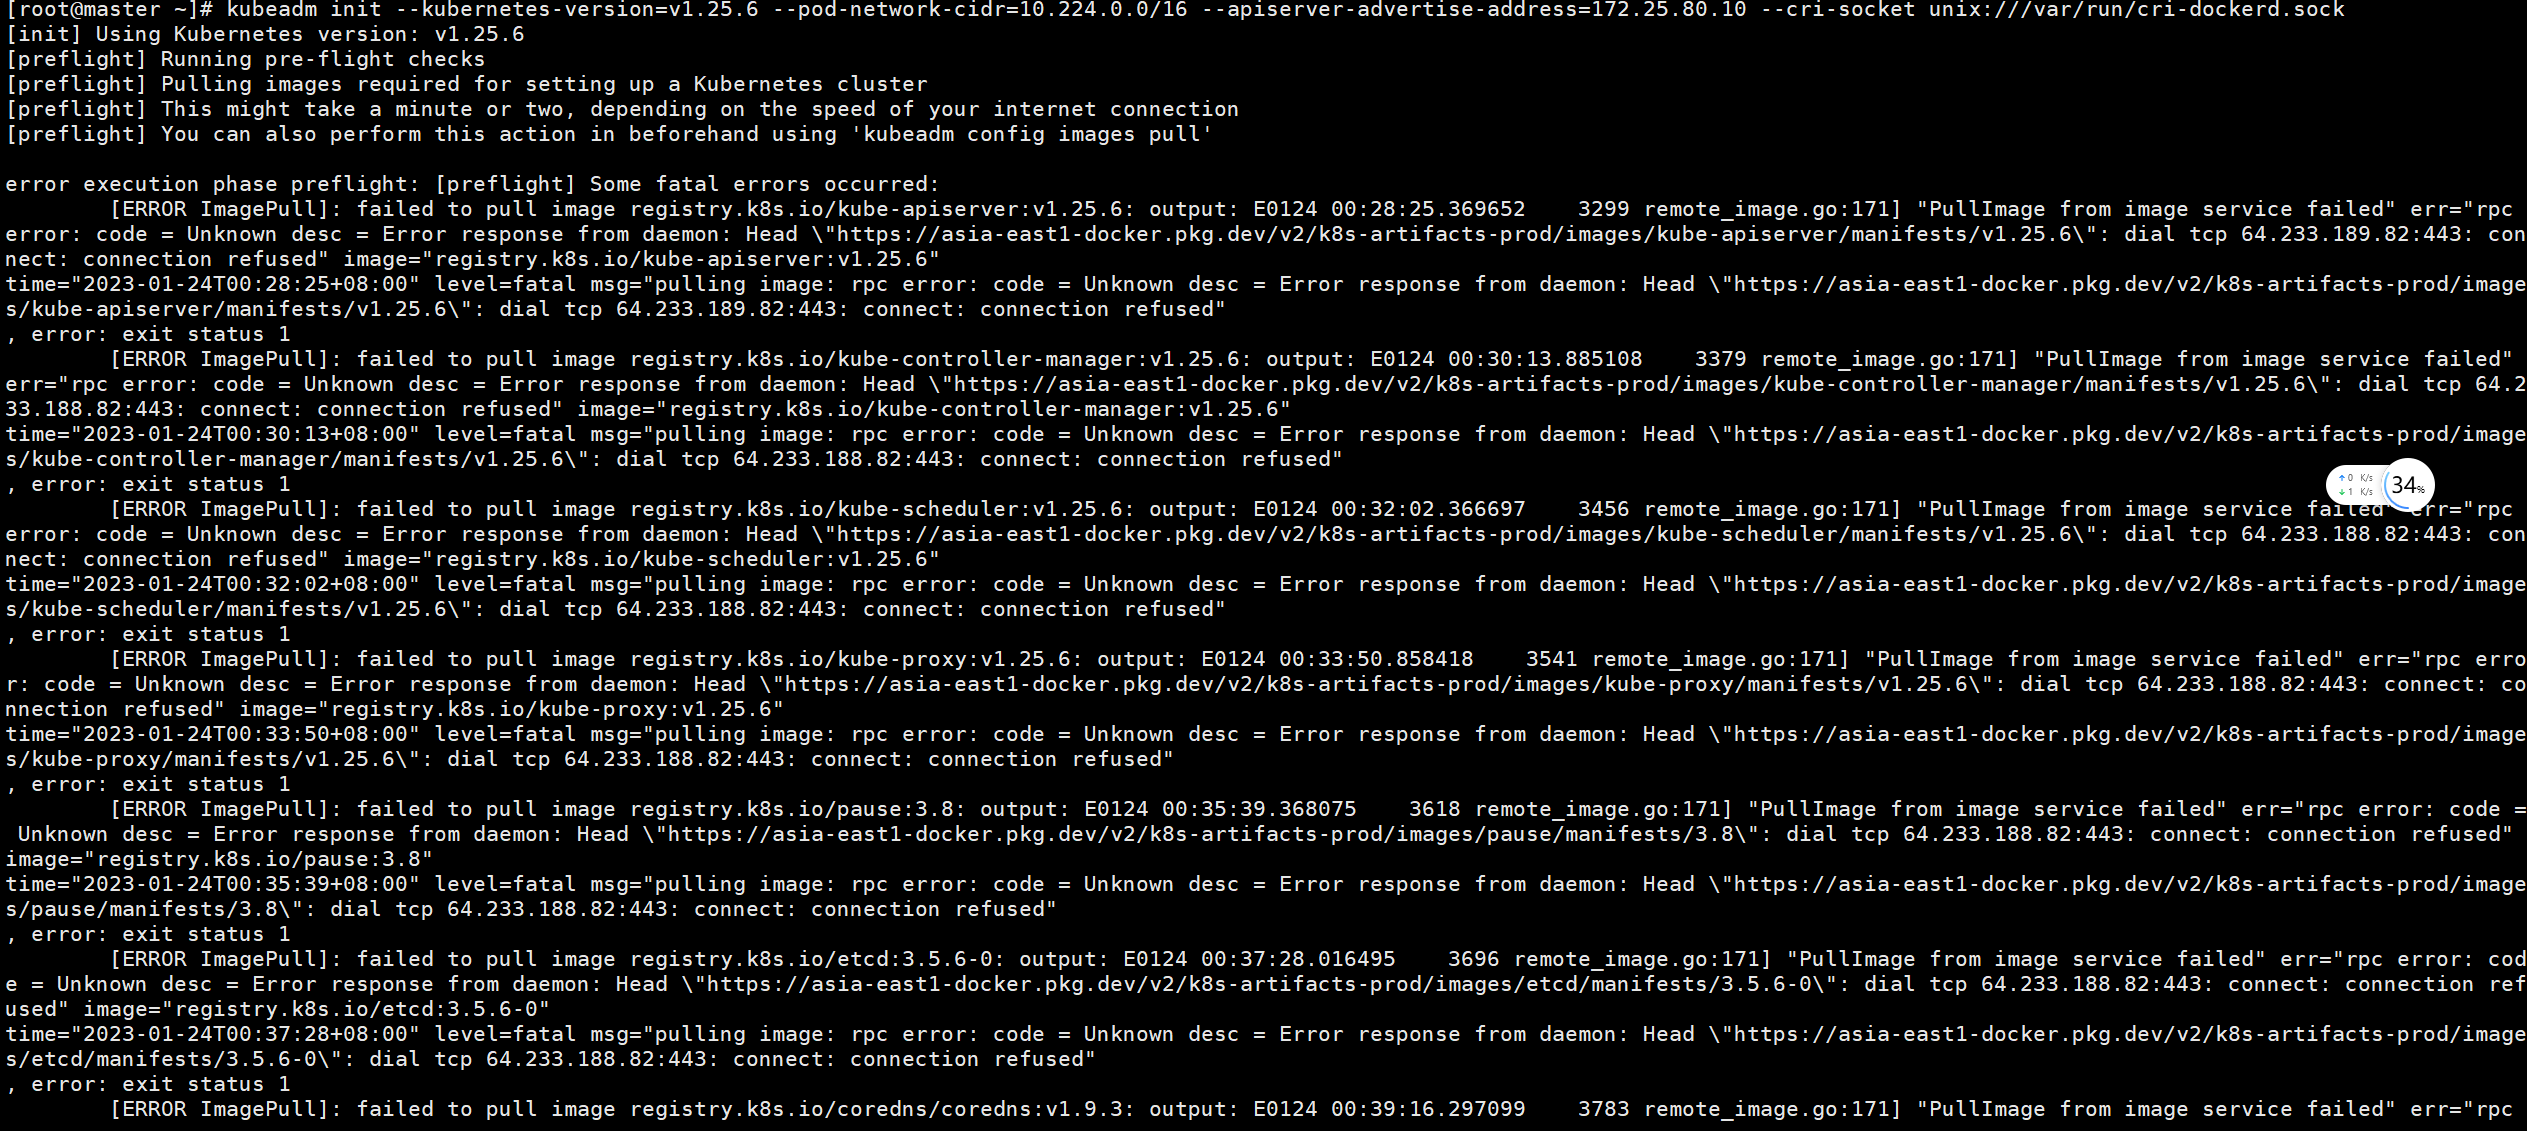 [root@master ~]# kubeadm init --kubernetes-version=v1.25.6 --pod-network-cidr=10.224.0.0/16 --apiserver-advertise-address=172.25.80.10 --cri-socket unix:///var/run/cri-dockerd.sock
[init] Using Kubernetes version: v1.25.6
[preflight] Running pre-flight checks
[preflight] Pulling images required for setting up a Kubernetes cluster
[preflight] This might take a minute or two, depending on the speed of your internet connection
[preflight] You can also perform this action in beforehand using 'kubeadm config images pull'
error execution phase preflight: [preflight] Some fatal errors occurred:
[ERROR ImagePull]: failed to pull image registry.k8s.io/kube-apiserver:v1.25.6: output: E0124 00:28:25.369652    3299 remote_image.go:171] "PullImage from image service failed" err="rpc
error: code = Unknown desc = Error response from daemon: Head \"https://asia-east1-docker.pkg.dev/v2/k8s-artifacts-prod/images/kube-apiserver/manifests/v1.25.6\": dial tcp 64.233.189.82:443: con
nect: connection refused" image="registry.k8s.io/kube-apiserver:v1.25.6"
time="2023-01-24T00:28:25+08:00" level=fatal msg="pulling image: rpc error: code = Unknown desc = Error response from daemon: Head \"https://asia-east1-docker.pkg.dev/v2/k8s-artifacts-prod/image
s/kube-apiserver/manifests/v1.25.6\": dial tcp 64.233.189.82:443: connect: connection refused"
, error: exit status 1
[ERROR ImagePull]: failed to pull image registry.k8s.io/kube-controller-manager:v1.25.6: output: E0124 00:30:13.885108    3379 remote_image.go:171] "PullImage from image service failed"
err="rpc error: code = Unknown desc = Error response from daemon: Head \"https://asia-east1-docker.pkg.dev/v2/k8s-artifacts-prod/images/kube-controller-manager/manifests/v1.25.6\": dial tcp 64.2
33.188.82:443: connect: connection refused" image="registry.k8s.io/kube-controller-manager:v1.25.6"
time="2023-01-24T00:30:13+08:00" level=fatal msg="pulling image: rpc error: code = Unknown desc = Error response from daemon: Head \"https://asia-east1-docker.pkg.dev/v2/k8s-artifacts-prod/image
s/kube-controller-manager/manifests/v1.25.6\": dial tcp 64.233.188.82:443: connect: connection refused"
, error: exit status 1
[ERROR ImagePull]: failed to pull image registry.k8s.io/kube-scheduler:v1.25.6: output: E0124 00:32:02.366697    3456 remote_image.go:171] "PullImage from image service failed" err="rpc
error: code = Unknown desc = Error response from daemon: Head \"https://asia-east1-docker.pkg.dev/v2/k8s-artifacts-prod/images/kube-scheduler/manifests/v1.25.6\": dial tcp 64.233.188.82:443: con
nect: connection refused" image="registry.k8s.io/kube-scheduler:v1.25.6"
time="2023-01-24T00:32:02+08:00" level=fatal msg="pulling image: rpc error: code = Unknown desc = Error response from daemon: Head \"https://asia-east1-docker.pkg.dev/v2/k8s-artifacts-prod/image
s/kube-scheduler/manifests/v1.25.6\": dial tcp 64.233.188.82:443: connect: connection refused"
, error: exit status 1
[ERROR ImagePull]: failed to pull image registry.k8s.io/kube-proxy:v1.25.6: output: E0124 00:33:50.858418    3541 remote_image.go:171] "PullImage from image service failed" err="rpc erro
r: code = Unknown desc = Error response from daemon: Head \"https://asia-east1-docker.pkg.dev/v2/k8s-artifacts-prod/images/kube-proxy/manifests/v1.25.6\": dial tcp 64.233.188.82:443: connect: co
nnection refused" image="registry.k8s.io/kube-proxy:v1.25.6"
time="2023-01-24T00:33:50+08:00" level=fatal msg="pulling image: rpc error: code = Unknown desc = Error response from daemon: Head \"https://asia-east1-docker.pkg.dev/v2/k8s-artifacts-prod/image
s/kube-proxy/manifests/v1.25.6\": dial tcp 64.233.188.82:443: connect: connection refused"
, error: exit status 1
[ERROR ImagePull]: failed to pull image registry.k8s.io/pause:3.8: output: E0124 00:35:39.368075    3618 remote_image.go:171] "PullImage from image service failed" err="rpc error: code =
Unknown desc = Error response from daemon: Head \"https://asia-east1-docker.pkg.dev/v2/k8s-artifacts-prod/images/pause/manifests/3.8\": dial tcp 64.233.188.82:443: connect: connection refused"
image="registry.k8s.io/pause:3.8"
time="2023-01-24T00:35:39+08:00" level=fatal msg="pulling image: rpc error: code = Unknown desc = Error response from daemon: Head \"https://asia-east1-docker.pkg.dev/v2/k8s-artifacts-prod/image
s/pause/manifests/3.8\": dial tcp 64.233.188.82:443: connect: connection refused"
, error: exit status 1
[ERROR ImagePull]: failed to pull image registry.k8s.io/etcd:3.5.6-0: output: E0124 00:37:28.016495    3696 remote_image.go:171] "PullImage from image service failed" err="rpc error: cod
e = Unknown desc = Error response from daemon: Head \"https://asia-east1-docker.pkg.dev/v2/k8s-artifacts-prod/images/etcd/manifests/3.5.6-0\": dial tcp 64.233.188.82:443: connect: connection ref
used" image="registry.k8s.io/etcd:3.5.6-0"
time="2023-01-24T00:37:28+08:00" level=fatal msg="pulling image: rpc error: code = Unknown desc = Error response from daemon: Head \"https://asia-east1-docker.pkg.dev/v2/k8s-artifacts-prod/image
s/etcd/manifests/3.5.6-0\": dial tcp 64.233.188.82:443: connect: connection refused"
, error: exit status 1
[ERROR ImagePull]: failed to pull image registry.k8s.io/coredns/coredns:v1.9.3: output: E0124 00:39:16.297099    3783 remote_image.go:171] "PullImage from image service failed" err="rpc
↑ 0 K/s
↓ 1 K/s
34%